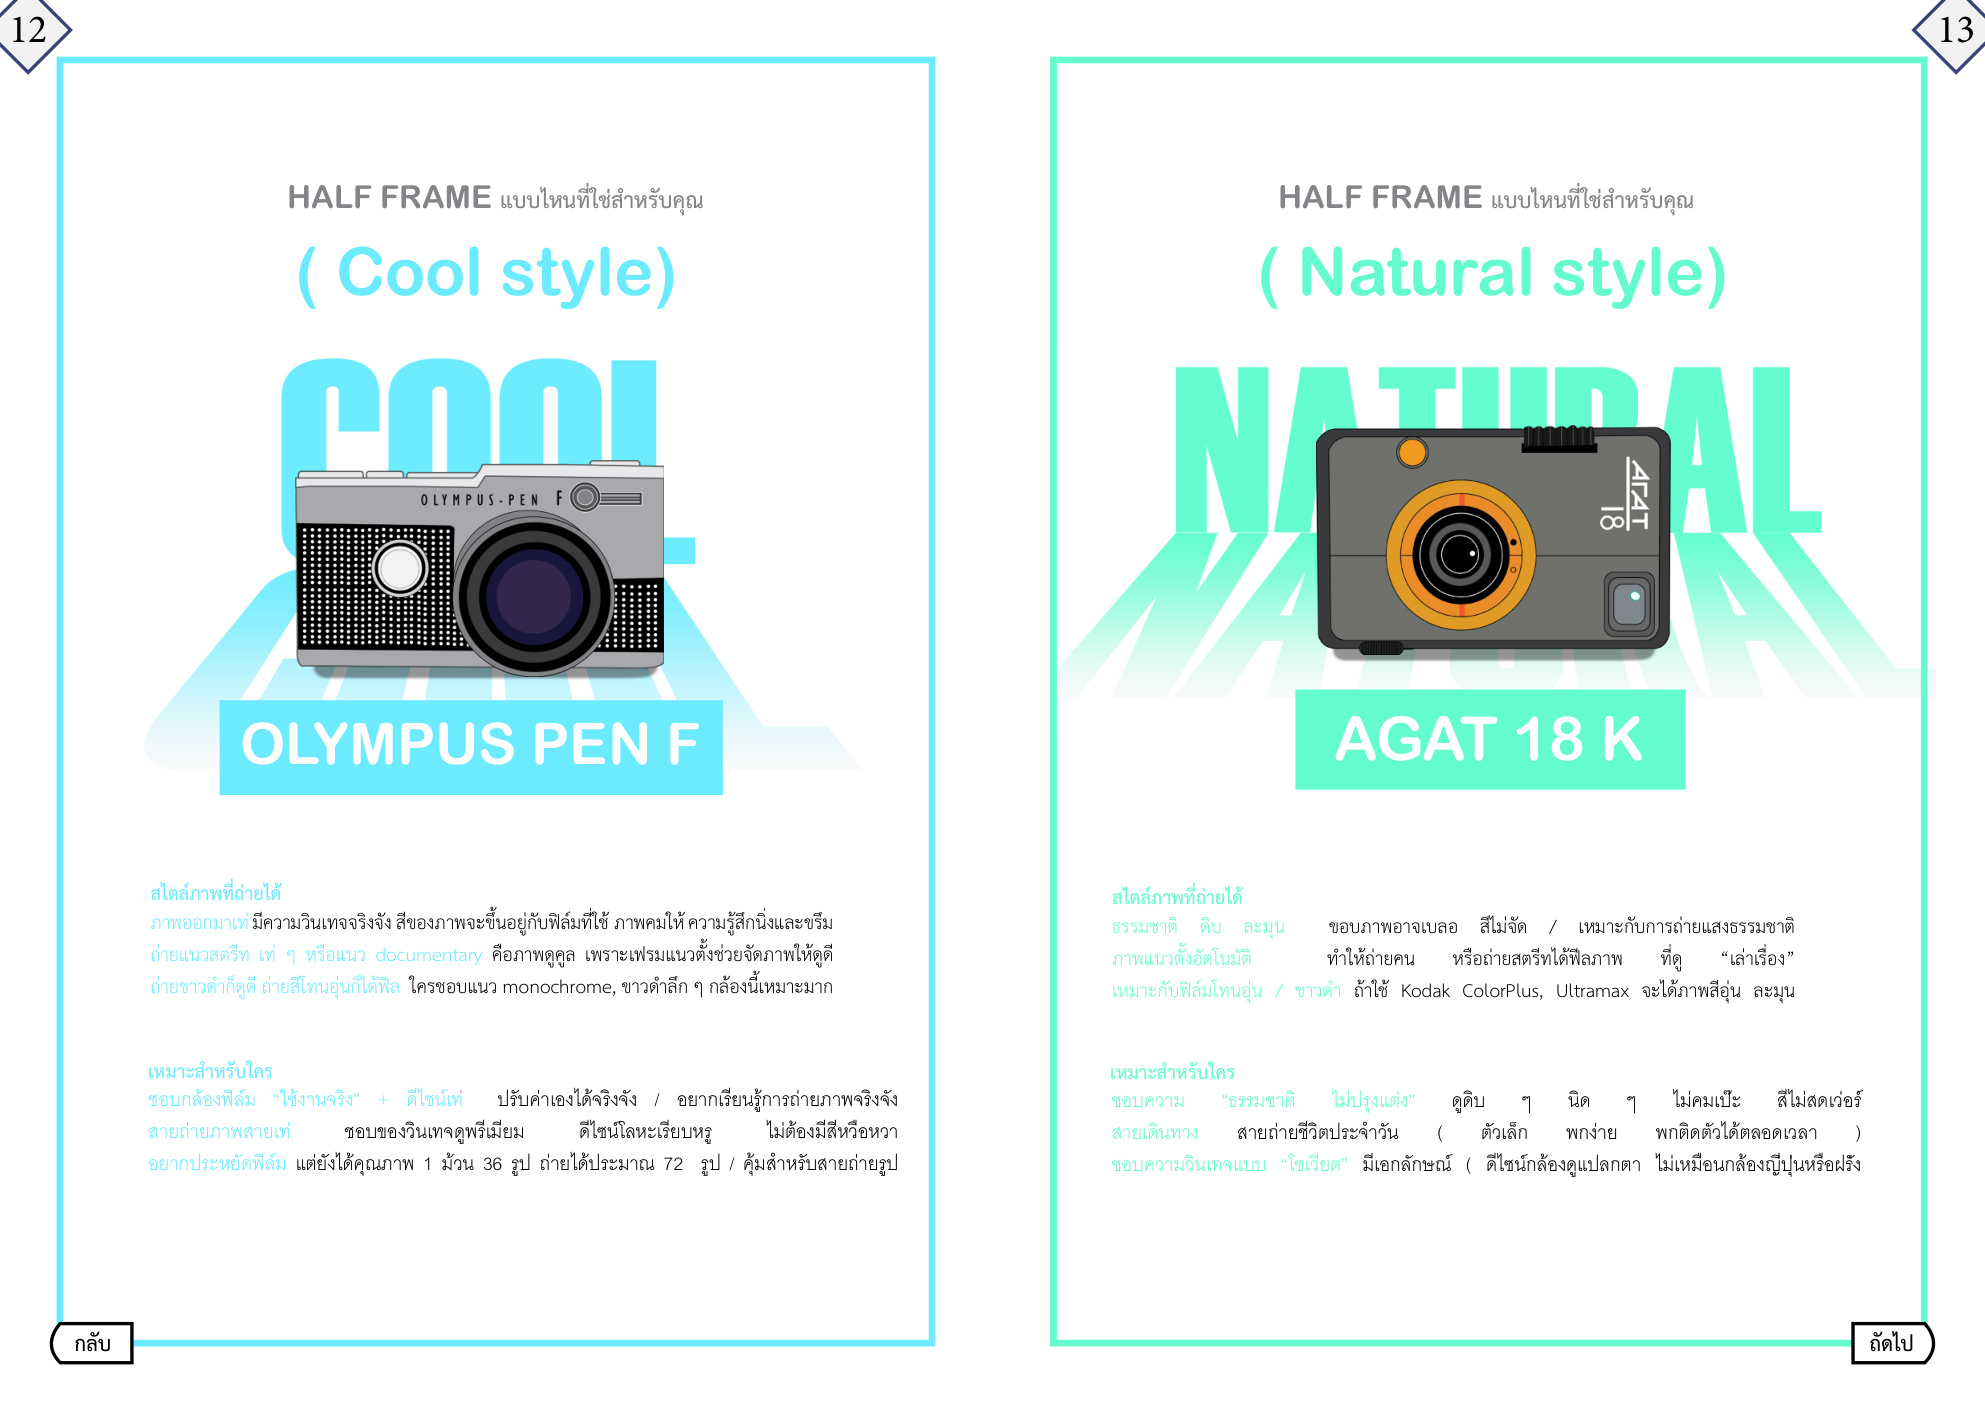 12
HALF FRAME แบบไหนที่ใช่สำหรับคุณ
( Cool style)
COOL
OLYMPUS-PEN F
OLYMPUS PEN F
สไตล์ภาพที่ถ่ายได้
ภาพออกมาเท่ มีความวินเทจจริงจัง สีของภาพจะขึ้นอยู่กับฟิล์มที่ใช้ ภาพคมให้ ความรู้สึกนิ่งและขรึม
ถ่ายแนวสตรีท เท่ ๆ หรือแนว documentary คือภาพดูคูล เพราะเฟรมแนวตั้งช่วยจัดภาพให้ดูดี
ถ่ายขาวดำก็ดูดี ถ่ายสีโทนอุ่นก็ได้ฟีล ใครชอบแนว monochrome, ขาวดำลึก ๆ กล้องนี้เหมาะมาก
เหมาะสำหรับใคร
ชอบกล้องฟิล์ม “ใช้งานจริง” + ดีไซน์เท่ ปรับค่าเองได้จริงจัง / อยากเรียนรู้การถ่ายภาพจริงจัง
สายถ่ายภาพสายเท่ ชอบของวินเทจดูพรีเมียม ดีไซน์โลหะเรียบหรู ไม่ต้องมีสีหวือหวา
อยากประหยัดฟิล์ม แต่ยังได้คุณภาพ 1 ม้วน 36 รูป ถ่ายได้ประมาณ 72 รูป / คุ้มสำหรับสายถ่ายรูป
กลับ
13
HALF FRAME แบบไหนที่ใช่สำหรับคุณ
( Natural style)
NATURAL
АГАТ
18
AGAT 18 K
สไตล์ภาพที่ถ่ายได้
ธรรมชาติ ดิบ ละมุน ขอบภาพอาจเบลอ สีไม่จัด / เหมาะกับการถ่ายแสงธรรมชาติ
ภาพแนวตั้งอัตโนมัติ ทำให้ถ่ายคน หรือถ่ายสตรีทได้ฟีลภาพ ที่ดู “เล่าเรื่อง”
เหมาะกับฟิล์มโทนอุ่น / ขาวดำ ถ้าใช้ Kodak ColorPlus, Ultramax จะได้ภาพสีอุ่น ละมุน
เหมาะสำหรับใคร
ชอบความ “ธรรมชาติ ไม่ปรุงแต่ง” ดูดิบ ๆ นิด ๆ ไม่คมเป๊ะ สีไม่สดเว่อร์
สายเดินทาง สายถ่ายชีวิตประจำวัน ( ตัวเล็ก พกง่าย พกติดตัวได้ตลอดเวลา )
ชอบความวินเทจแบบ “โซเวียต” มีเอกลักษณ์ ( ดีไซน์กล้องดูแปลกตา ไม่เหมือนกล้องญี่ปุ่นหรือฝรั่ง
ถัดไป